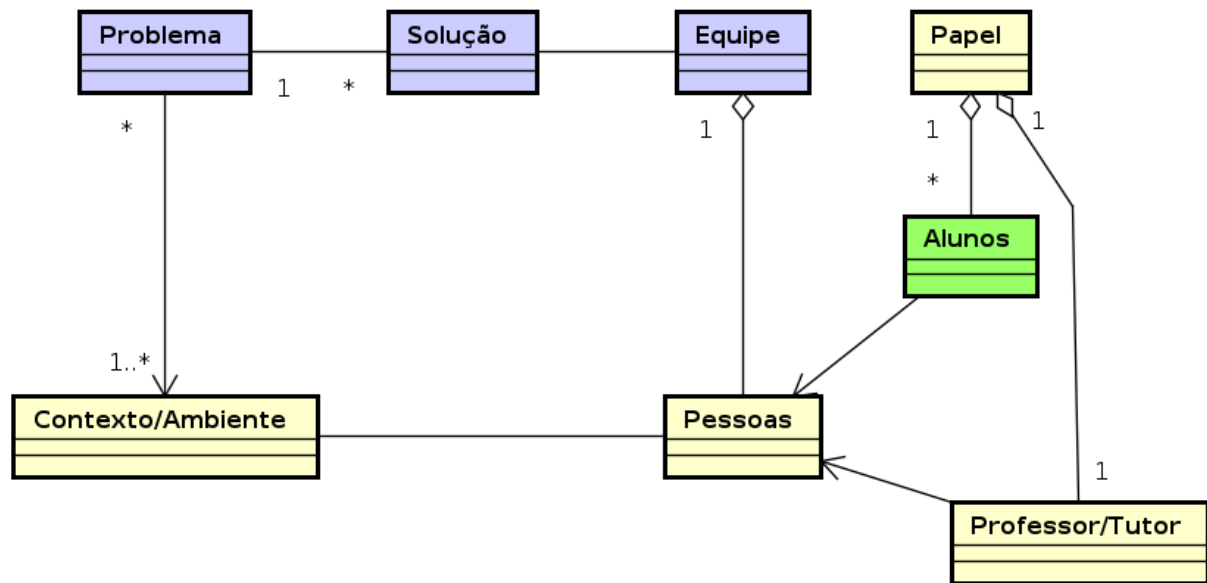 Problema
Solução
Equipe
Papel
1
*
*
1
1
1
*
Alunos
1..*
Contexto/Ambiente
Pessoas
1
Professor/Tutor